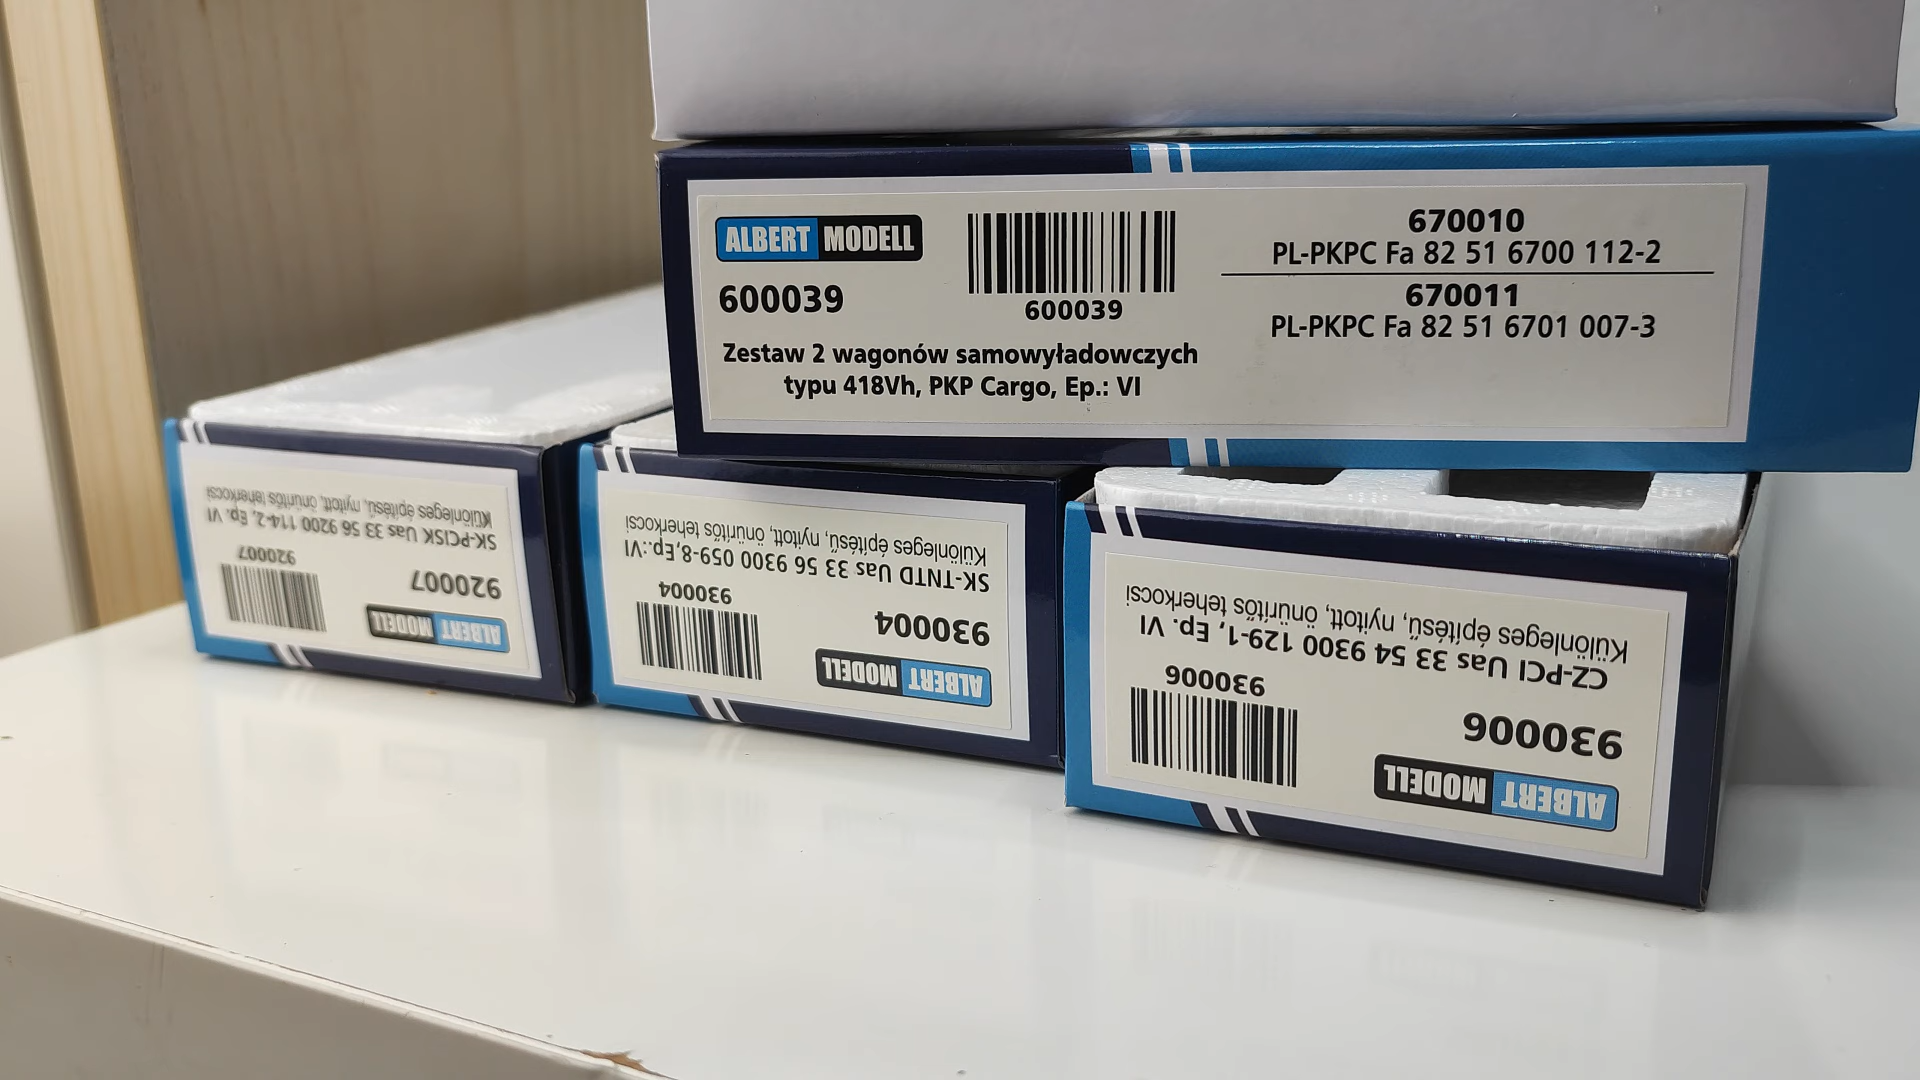 ALBERT MODELL
600039
600039
Zestaw 2 wagonów samowyładowczych
typu 418Vh, PKP Cargo, Ep.: VI
670010
PL-PKPC Fa 82 51 6700 112-2
670011
PL-PKPC Fa 82 51 6701 007-3
ALBERT MODELL
920007
920007
SK-PCISK Uas 33 56 9200 114-2, Ep. VI
Különleges építésű, nyitott, önürítős teherkocsi
ALBERT MODELL
930004
930004
SK-TNTD Uas 33 56 9300 059-8,Ep.:VI
Különleges építésű, nyitott, önürítős teherkocsi
ALBERT MODELL
930006
930006
CZ-PCI Uas 33 54 9300 129-1, Ep. VI
Különleges építésű, nyitott, önürítős teherkocsi